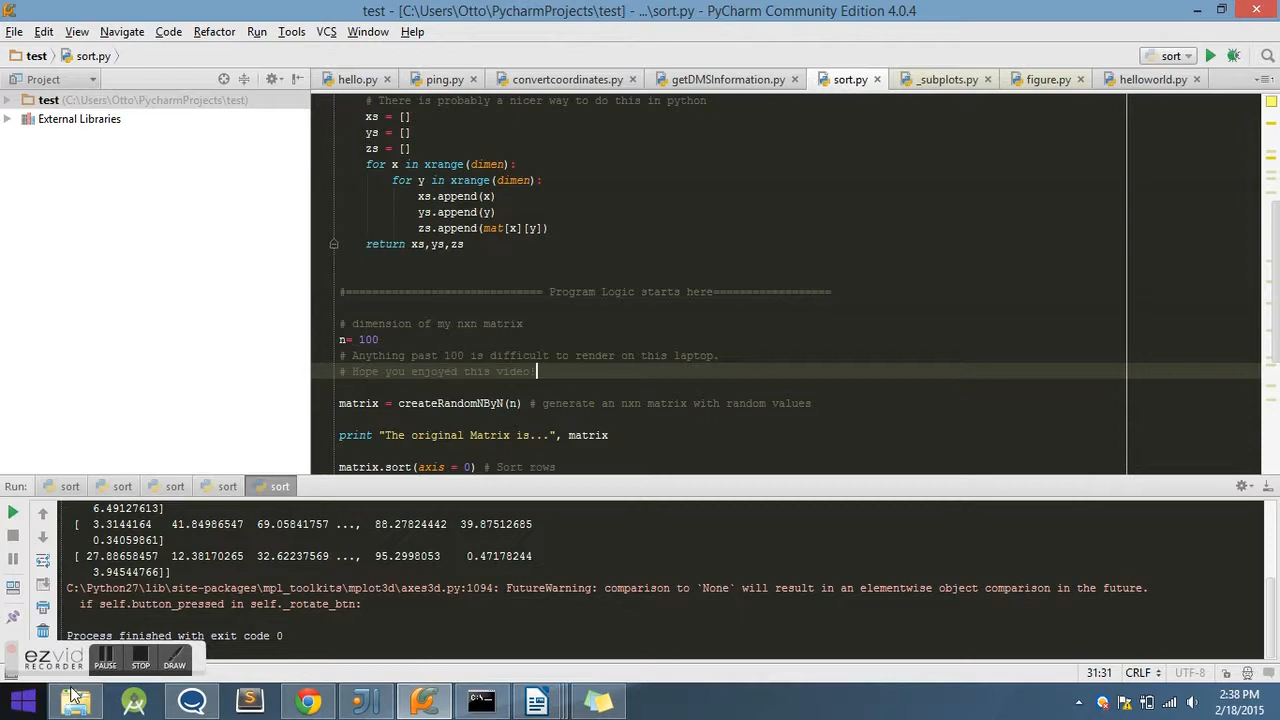 test - [C:\Users\Otto\PycharmProjects\test] - ...\sort.py - PyCharm Community Edition 4.0.4
File Edit View Navigate Code Refactor Run Tools VCS Window Help
test sort.py sort
Project hello.py ping.py convertcoordinates.py getDMSInformation.py sort.py _subplots.py figure.py helloworld.py
test (C:\Users\Otto\PycharmProjects\test)
External Libraries
# There is probably a nicer way to do this in python
xs = []
ys = []
zs = []
for x in xrange(dimen):
for y in xrange(dimen):
xs.append(x)
ys.append(y)
zs.append(mat[x][y])
return xs,ys,zs
#=============================== Program Logic starts here==================
# dimension of my nxn matrix
n= 100
# Anything past 100 is difficult to render on this laptop.
# Hope you enjoyed this video!
matrix = createRandomNByN(n) # generate an nxn matrix with random values
print "The original Matrix is...", matrix
matrix.sort(axis = 0) # Sort rows
Run: sort sort sort sort sort
6.49127613]
[ 3.3144164 41.84986547 69.05841757 ..., 88.27824442 39.87512685
0.34059861]
[ 27.88658457 12.38170265 32.62237569 ..., 95.2998053 0.47178244
3.94544766]]
C:\Python27\lib\site-packages\mpl_toolkits\mplot3d\axes3d.py:1094: FutureWarning: comparison to `None` will result in an elementwise object comparison in the future.
if self.button_pressed in self._rotate_btn:
Process finished with exit code 0
ezvid RECORDER PAUSE STOP DRAW
31:31 CRLF UTF-8
2:38 PM
2/18/2015